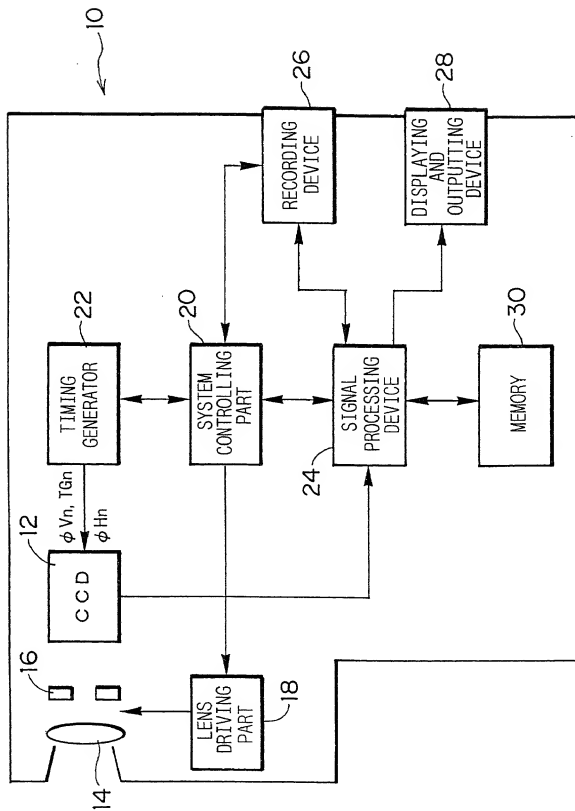 10
22
TIMING
GENERATOR
φVn, TGn
φHn
12
CCD
16
14
20
SYSTEM
CONTROLLING
PART
LENS
DRIVING
PART
18
26
RECORDING
DEVICE
24
SIGNAL
PROCESSING
DEVICE
28
DISPLAYING
AND
OUTPUTTING
DEVICE
30
MEMORY